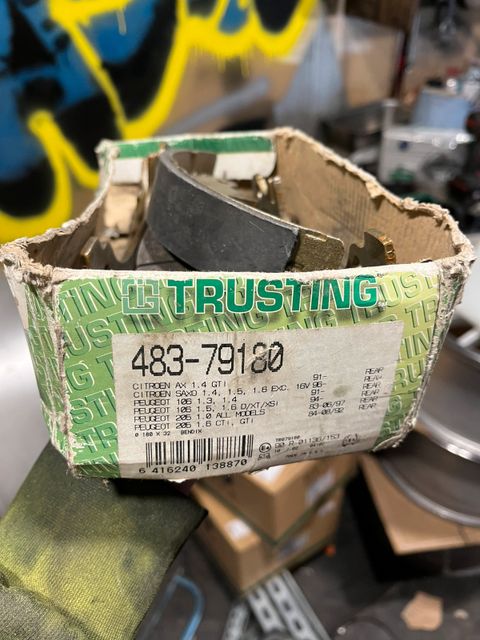 TRUSTING
483-79180
CITROEN AX 1.4 GTI 91- REAR
CITROEN SAXO 1.4, 1.5, 1.6 EXC. 16V 96- REAR
PEUGEOT 106 1.3, 1.4 91- REAR
PEUGEOT 106 1.5, 1.6 D/XT/XSI 94- REAR
PEUGEOT 205 1.0 ALL MODELS 83-06/97 REAR
PEUGEOT 205 1.6 CTI, GTI 84-08/92 REAR
0 180 X 32 BENDIX
6 416240 138870